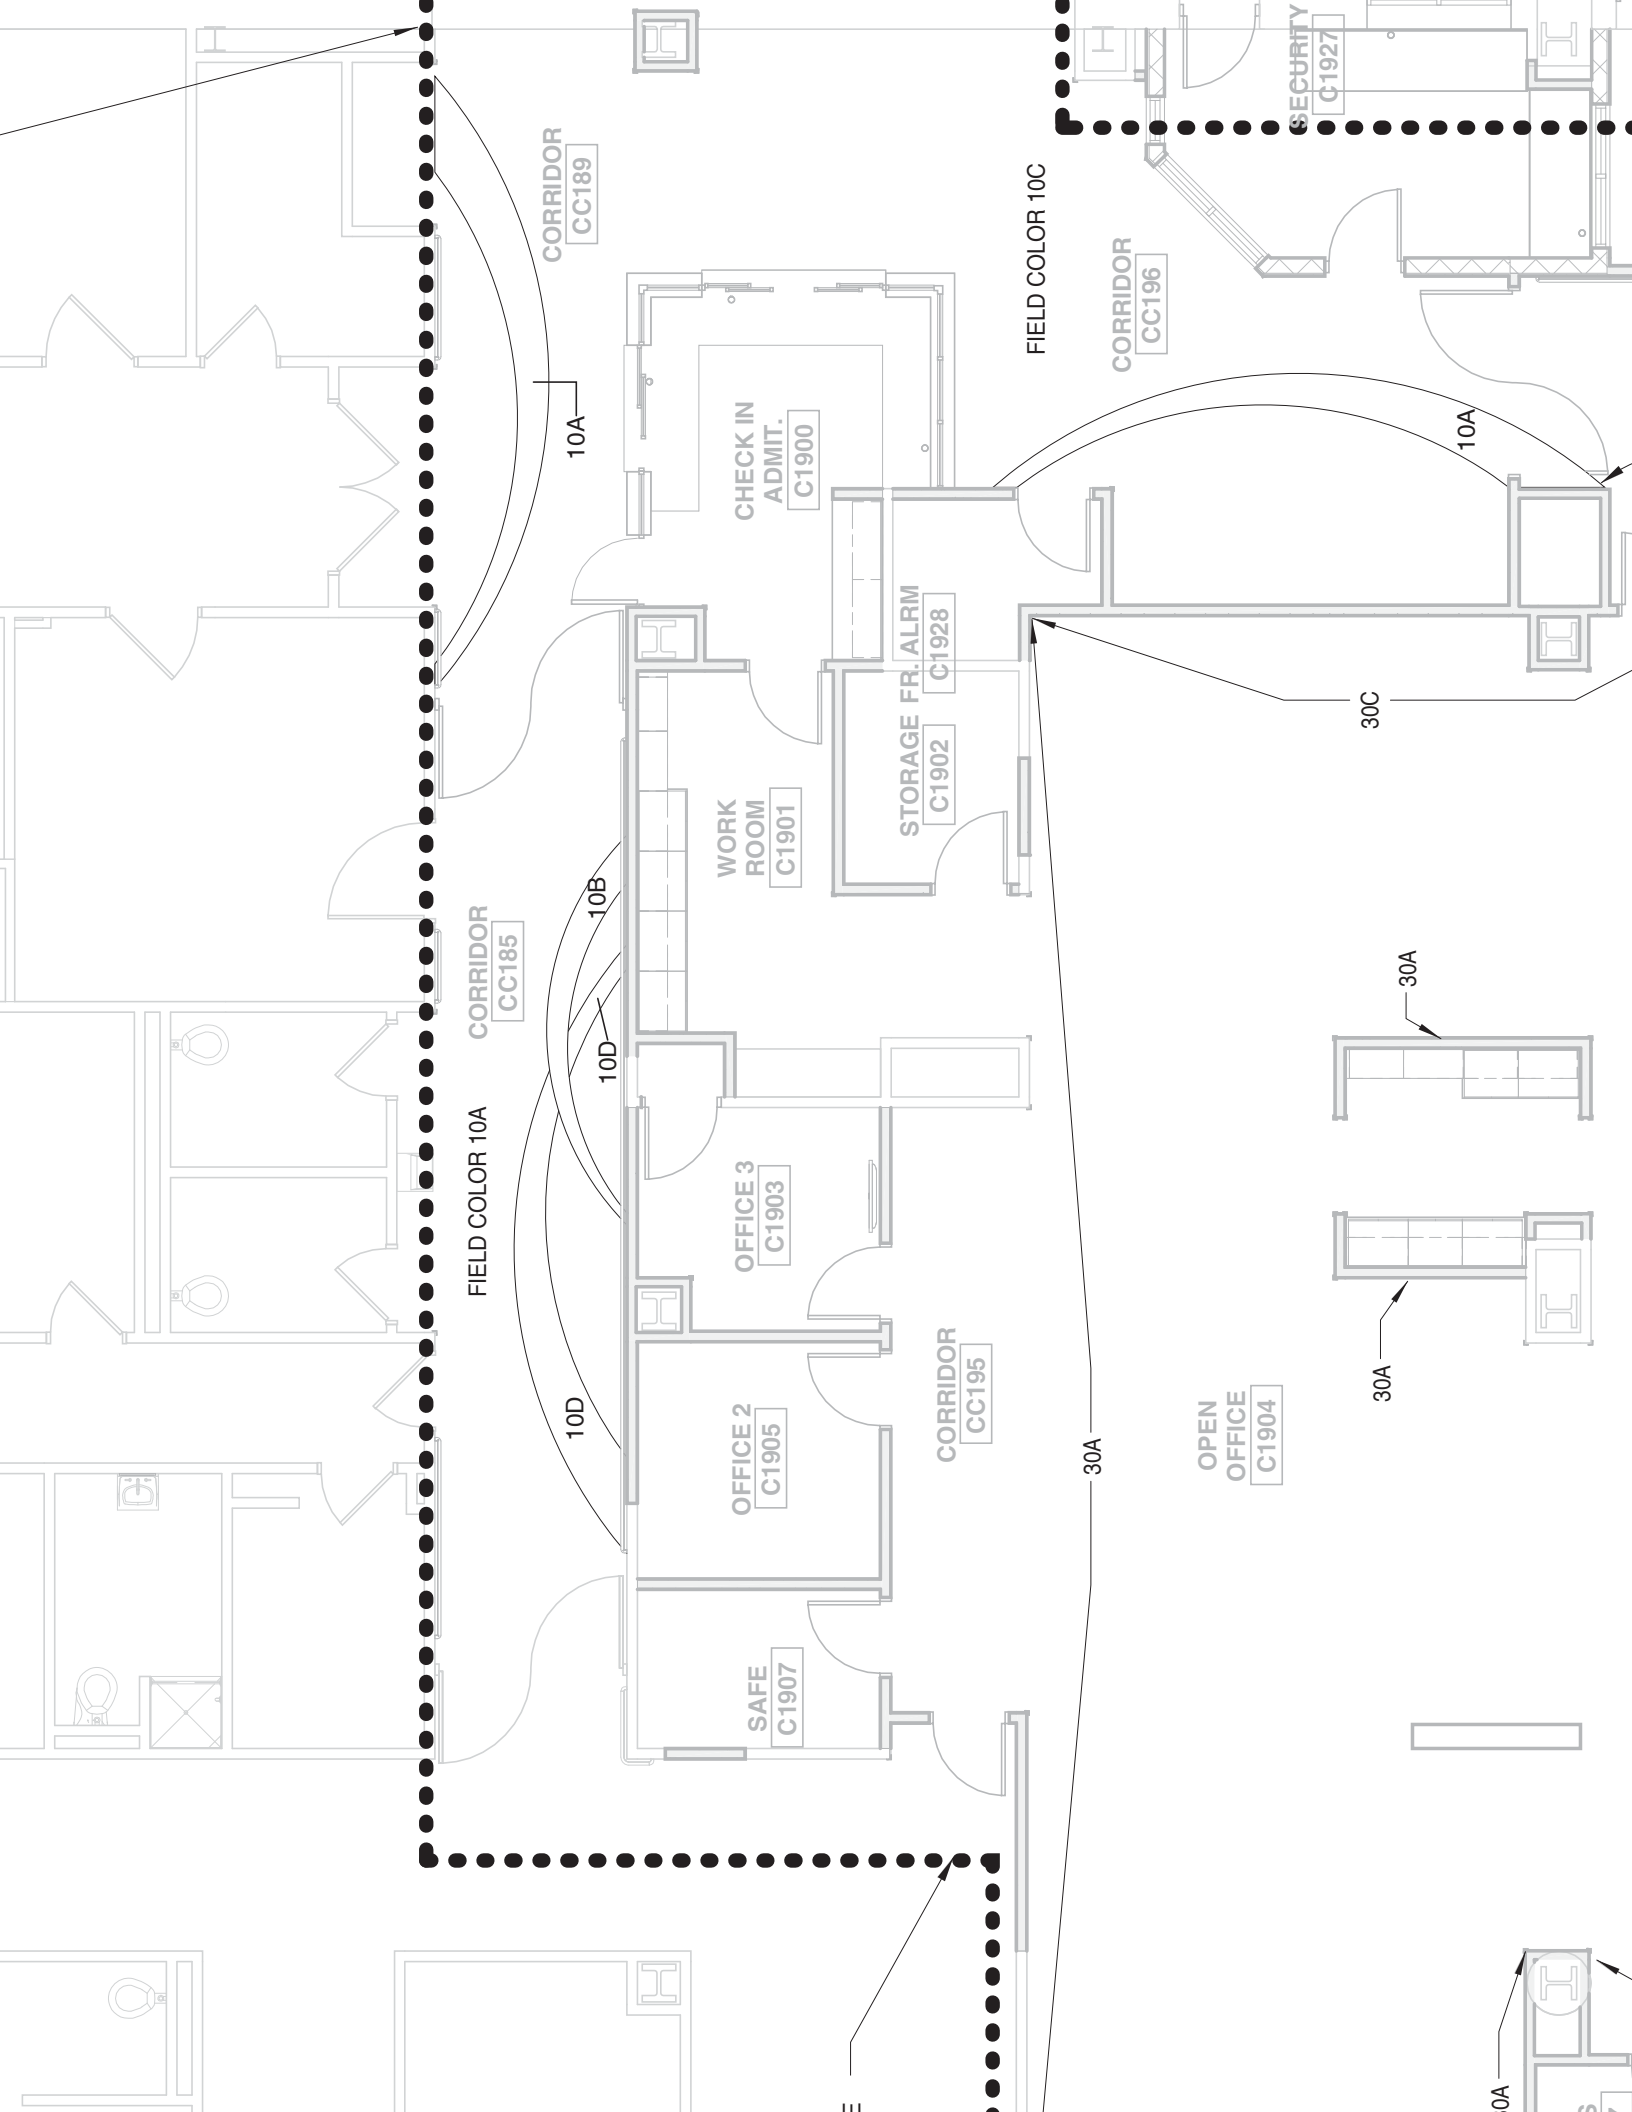 SECURITY
C1927
CORRIDOR
CC189
FIELD COLOR 10C
CORRIDOR
CC196
10A
10A
CHECK IN
ADMIT.
C1900
FR. ALRM
C1928
STORAGE
C1902
30C
WORK
ROOM
C1901
10B
CORRIDOR
CC185
10D
30A
FIELD COLOR 10A
OFFICE 3
C1903
30A
10D
OFFICE 2
C1905
CORRIDOR
CC195
30A
OPEN
OFFICE
C1904
SAFE
C1907